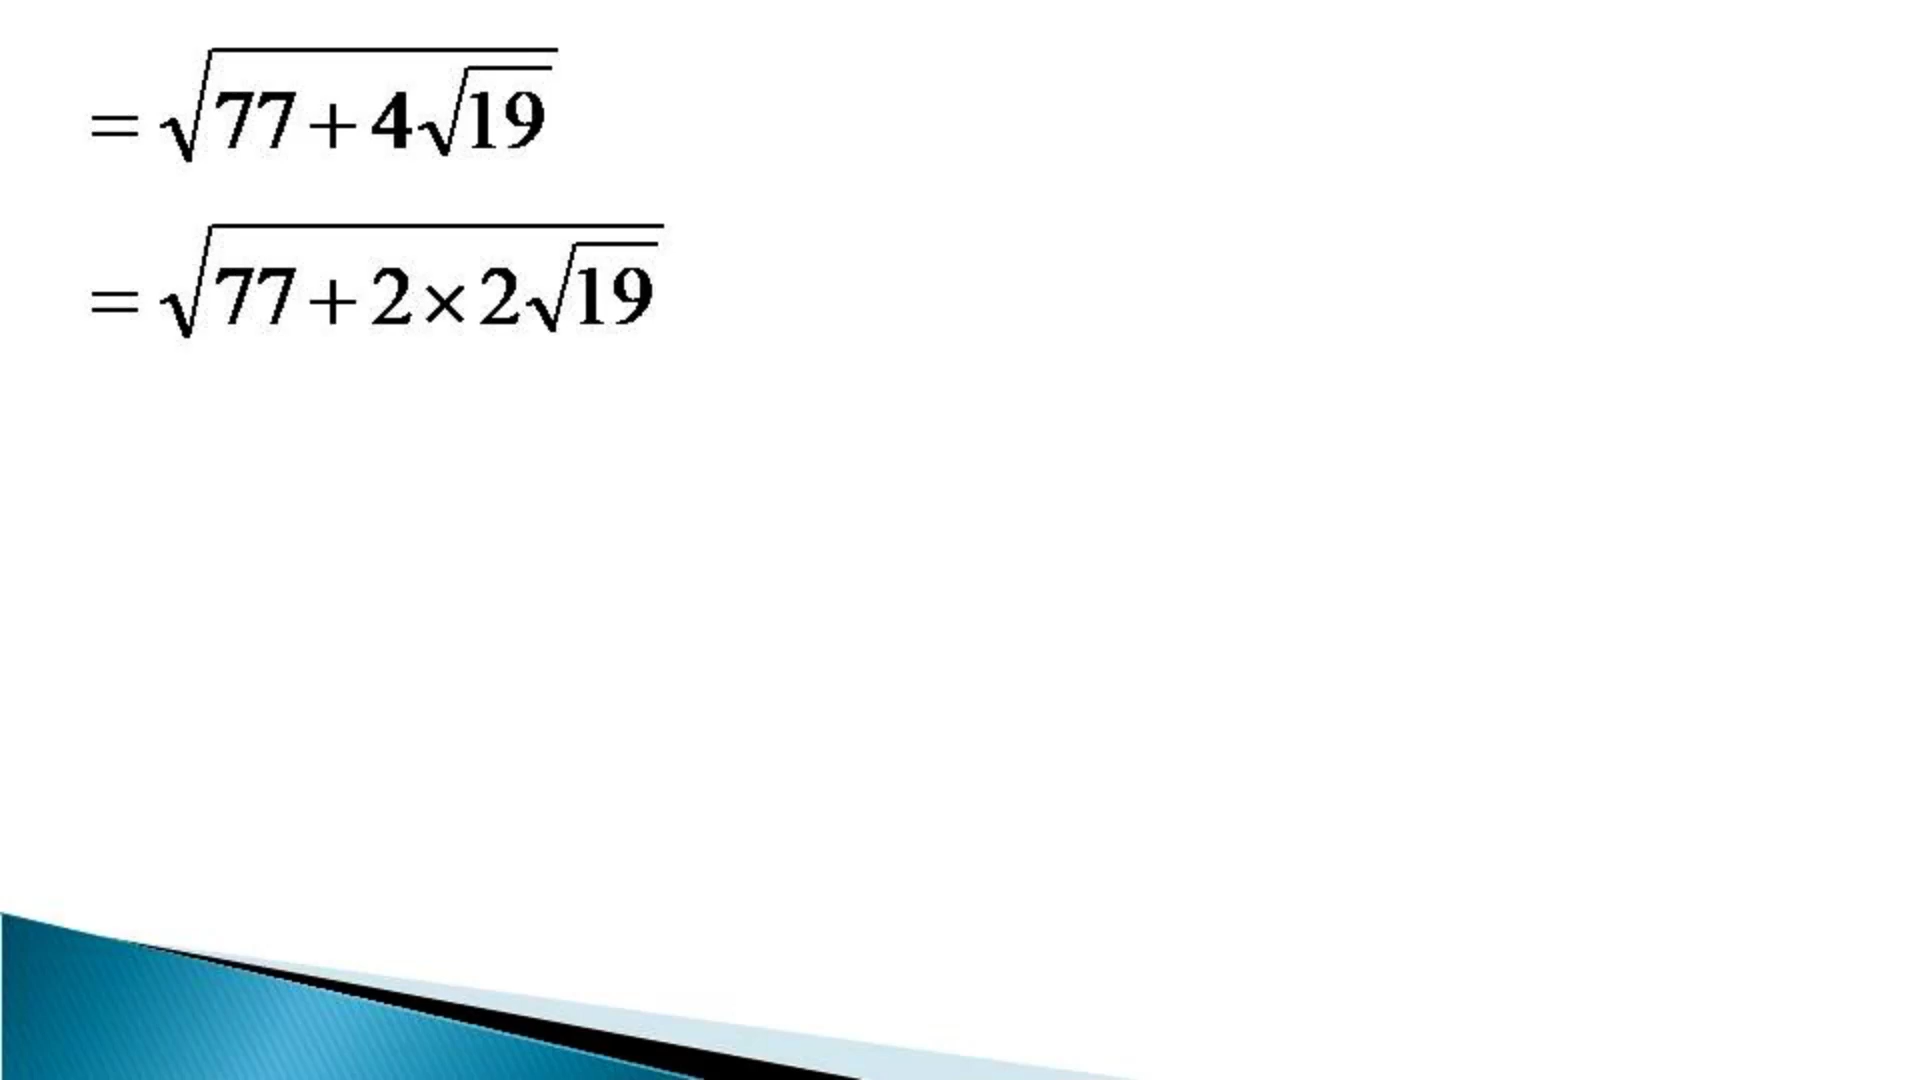 = √(77 + 4√19)
= √(77 + 2 × 2√19)